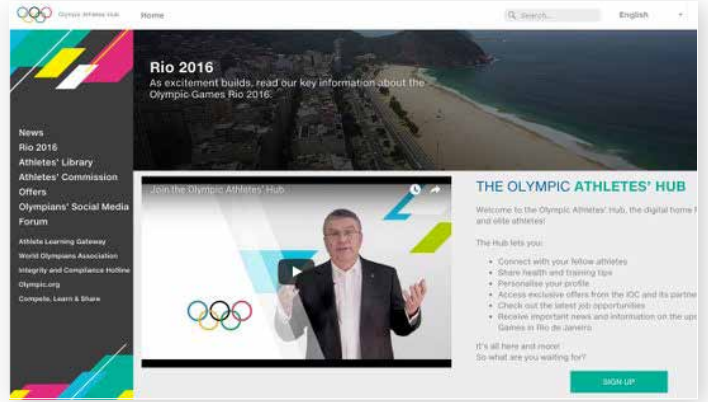 Olympic Athletes Hub
Home
Search...
English
Rio 2016
As excitement builds, read our key information about the
Olympic Games Rio 2016.
News
Rio 2016
Athletes' Library
Athletes' Commission
Offers
Olympians' Social Media
Forum
Athlete Learning Gateway
World Olympians Association
Integrity and Compliance Hotline
Olympic.org
Compete, Learn & Share
Join the Olympic Athletes' Hub
THE OLYMPIC ATHLETES' HUB
Welcome to the Olympic Athletes' Hub, the digital home
and elite athletes!
The Hub lets you:
• Connect with your fellow athletes
• Share health and training tips
• Personalise your profile
• Access exclusive offers from the IOC and its partne
• Check out the latest job opportunities
• Receive important news and information on the up
Games in Rio de Janeiro
It's all here and more!
So what are you waiting for?
SIGN UP